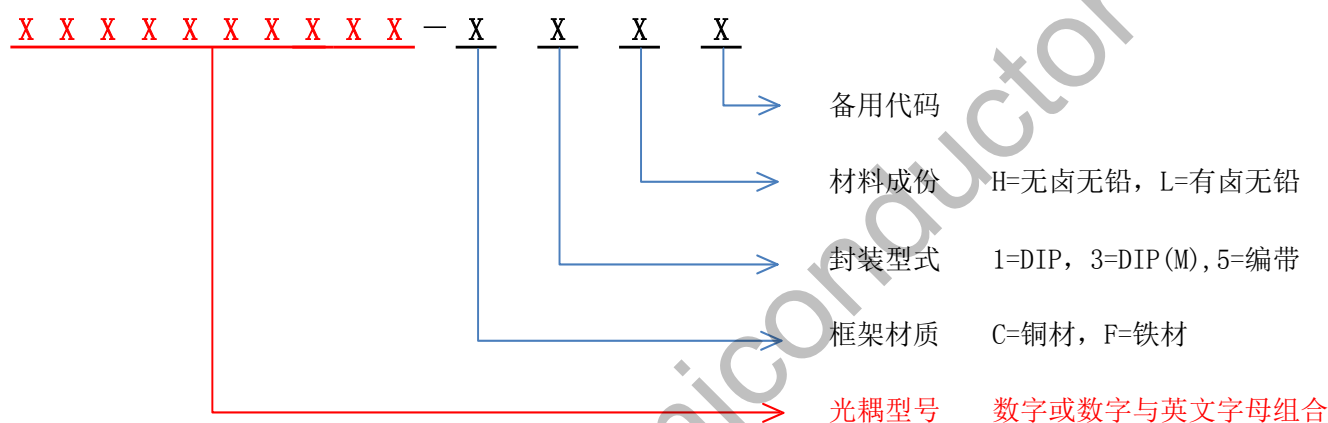 X X X X X X X X X X — X X X X
备用代码
材料成份 H=无卤无铅，L=有卤无铅
封装型式 1=DIP，3=DIP(M),5=编带
框架材质 C=铜材，F=铁材
光耦型号 数字或数字与英文字母组合
miconductor